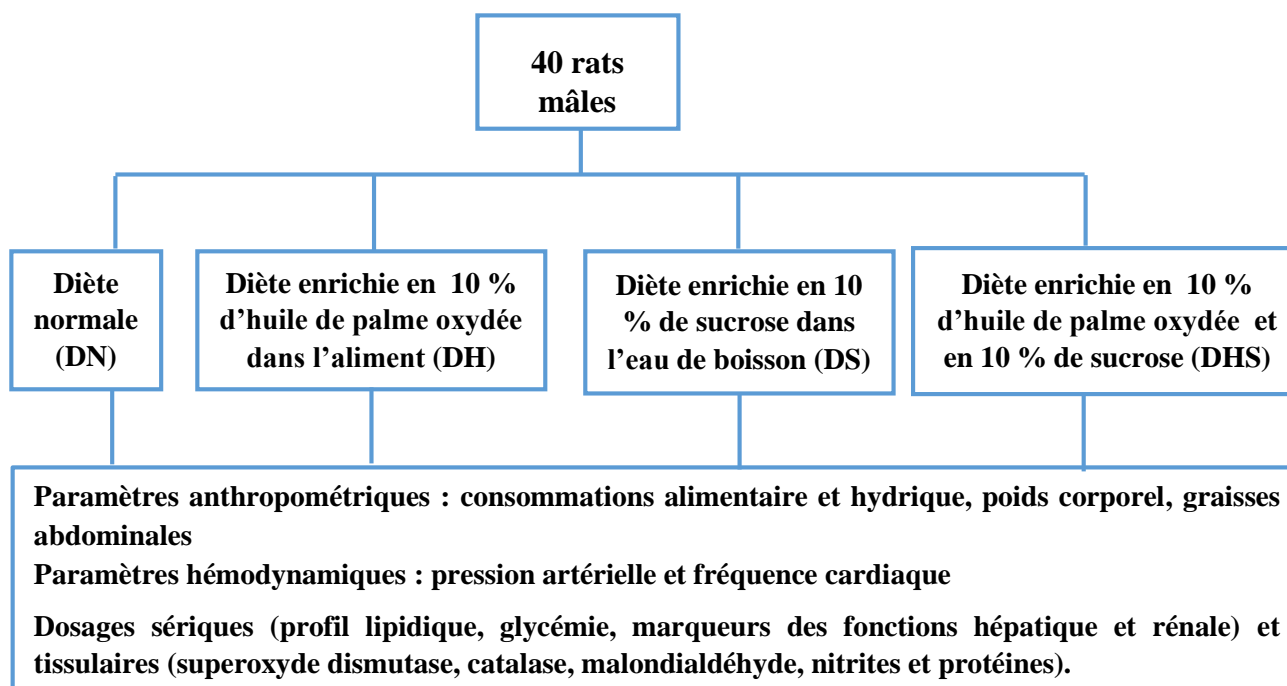 40 rats
mâles
Diète
normale
(DN)
Diète enrichie en 10 %
d’huile de palme oxydée
dans l’aliment (DH)
Diète enrichie en 10
% de sucrose dans
l’eau de boisson (DS)
Diète enrichie en 10 %
d’huile de palme oxydée et
en 10 % de sucrose (DHS)
Paramètres anthropométriques : consommations alimentaire et hydrique, poids corporel, graisses
abdominales
Paramètres hémodynamiques : pression artérielle et fréquence cardiaque
Dosages sériques (profil lipidique, glycémie, marqueurs des fonctions hépatique et rénale) et
tissulaires (superoxyde dismutase, catalase, malondialdéhyde, nitrites et protéines).